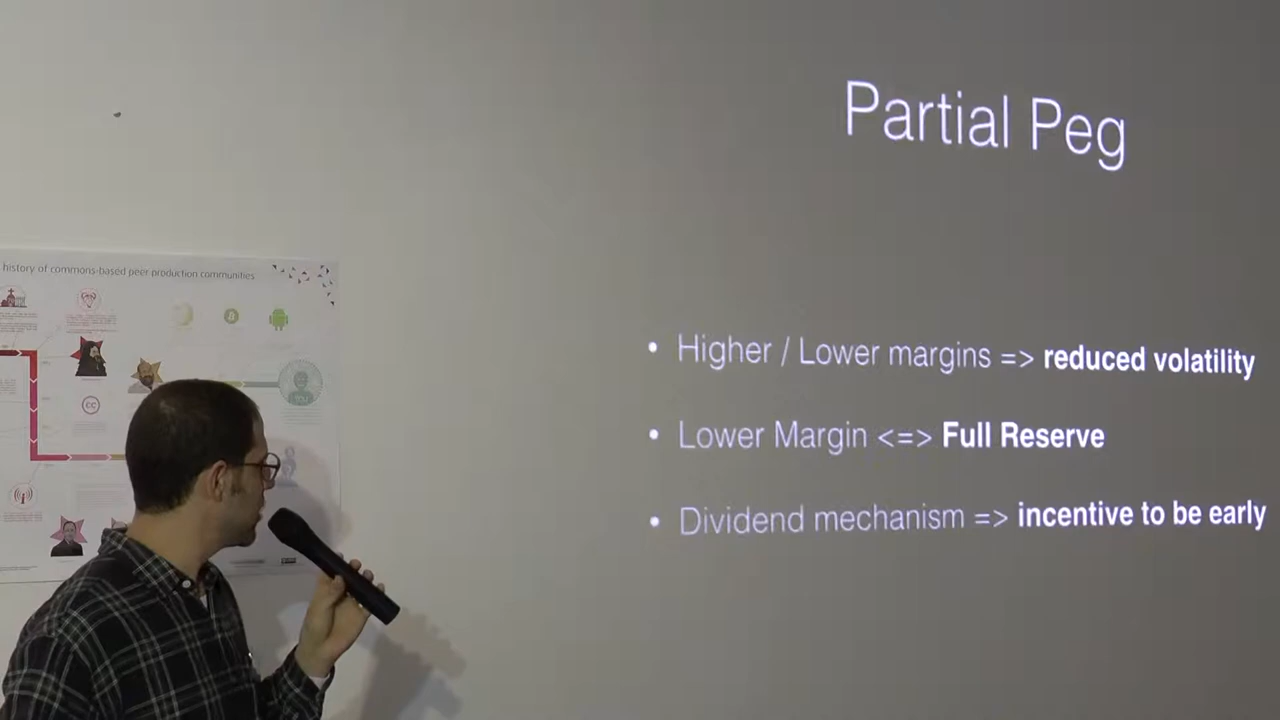 Partial Peg
• Higher / Lower margins => reduced volatility
• Lower Margin <=> Full Reserve
• Dividend mechanism => incentive to be early
history of commons-based peer production communities
cc